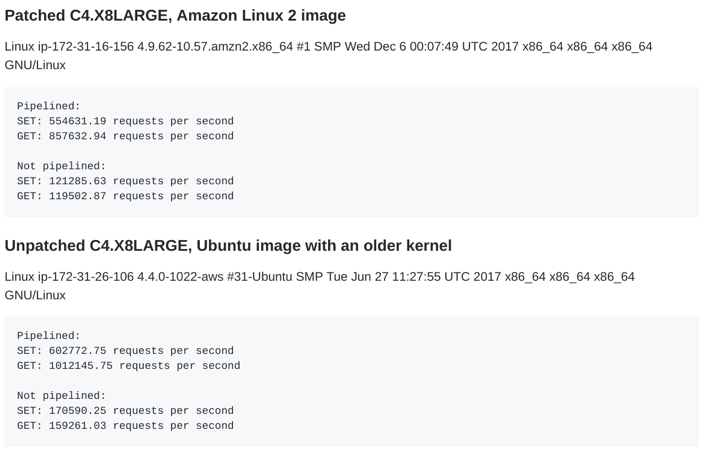 Patched C4.X8LARGE, Amazon Linux 2 image
Linux ip-172-31-16-156 4.9.62-10.57.amzn2.x86_64 #1 SMP Wed Dec 6 00:07:49 UTC 2017 x86_64 x86_64 x86_64
GNU/Linux
Pipelined:
SET: 554631.19 requests per second
GET: 857632.94 requests per second
Not pipelined:
SET: 121285.63 requests per second
GET: 119502.87 requests per second
Unpatched C4.X8LARGE, Ubuntu image with an older kernel
Linux ip-172-31-26-106 4.4.0-1022-aws #31-Ubuntu SMP Tue Jun 27 11:27:55 UTC 2017 x86_64 x86_64 x86_64
GNU/Linux
Pipelined:
SET: 602772.75 requests per second
GET: 1012145.75 requests per second
Not pipelined:
SET: 170590.25 requests per second
GET: 159261.03 requests per second